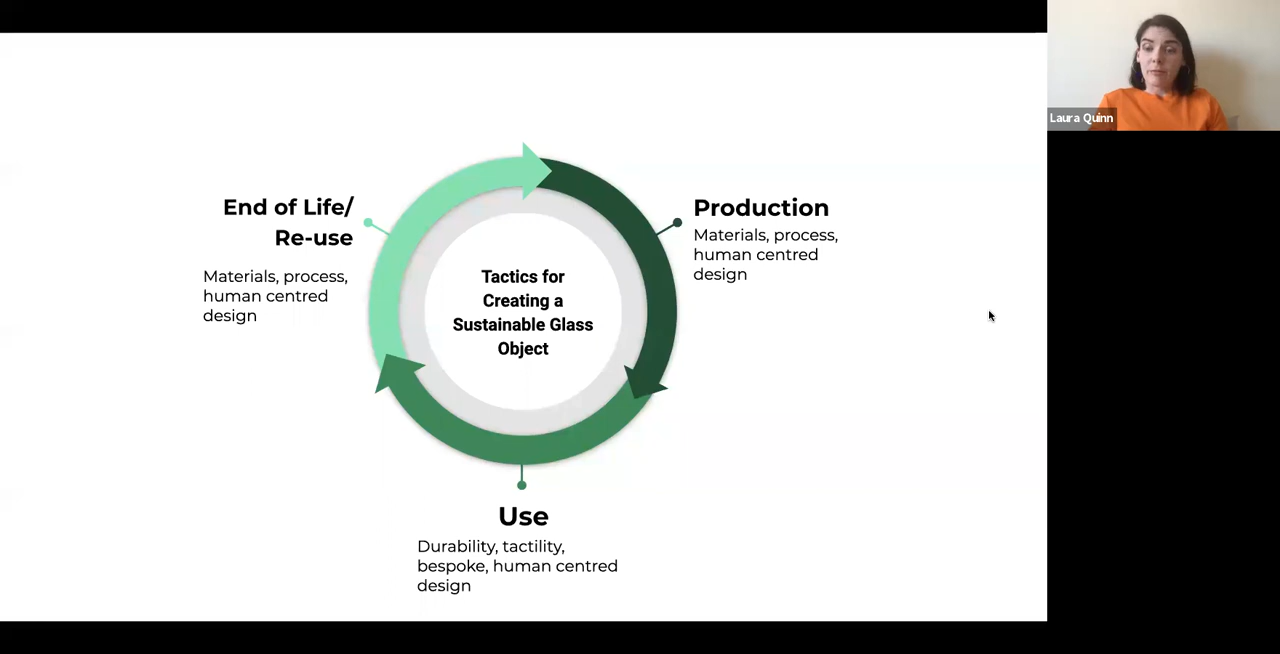 Laura Quinn
End of Life/
Re-use
Materials, process,
human centred
design
Production
Materials, process,
human centred
design
Tactics for
Creating a
Sustainable Glass
Object
Use
Durability, tactility,
bespoke, human centred
design